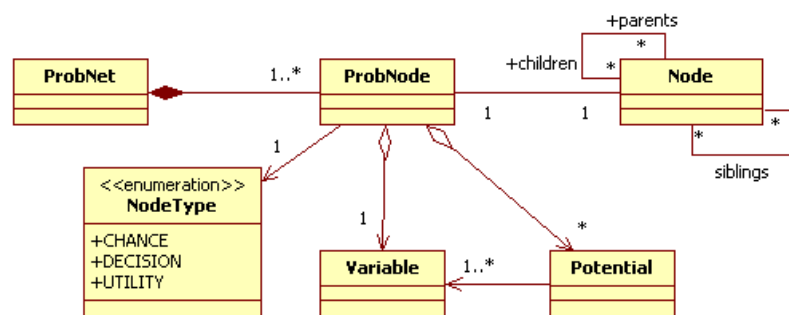 +parents
*
+children
*
ProbNet
1..*
ProbNode
1
1
Node
*
*
siblings
1
<<enumeration>>
NodeType
+CHANCE
+DECISION
+UTILITY
1
*
Variable
1..*
Potential